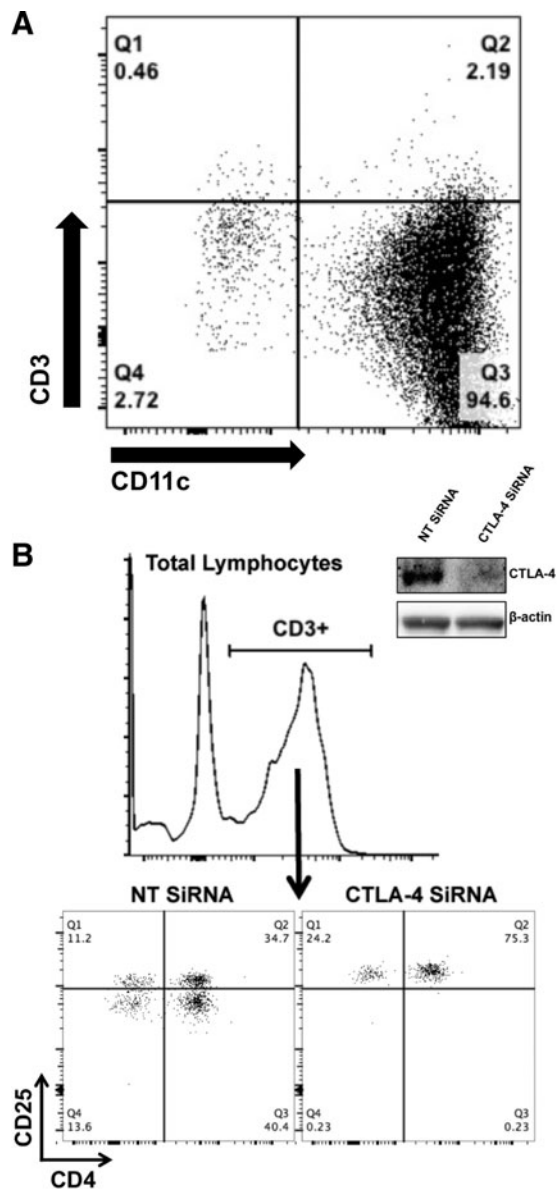 A
Q1
0.46
Q2
2.19
Q4
2.72
Q3
94.6
CD3
CD11c
B
Total Lymphocytes
CD3+
NT SiRNA
CTLA-4 SiRNA
CTLA-4
β-actin
NT SiRNA
CTLA-4 SiRNA
Q1
11.2
Q2
34.7
Q4
13.6
Q3
40.4
Q1
24.2
Q2
75.3
Q4
0.23
Q3
0.23
CD25
CD4